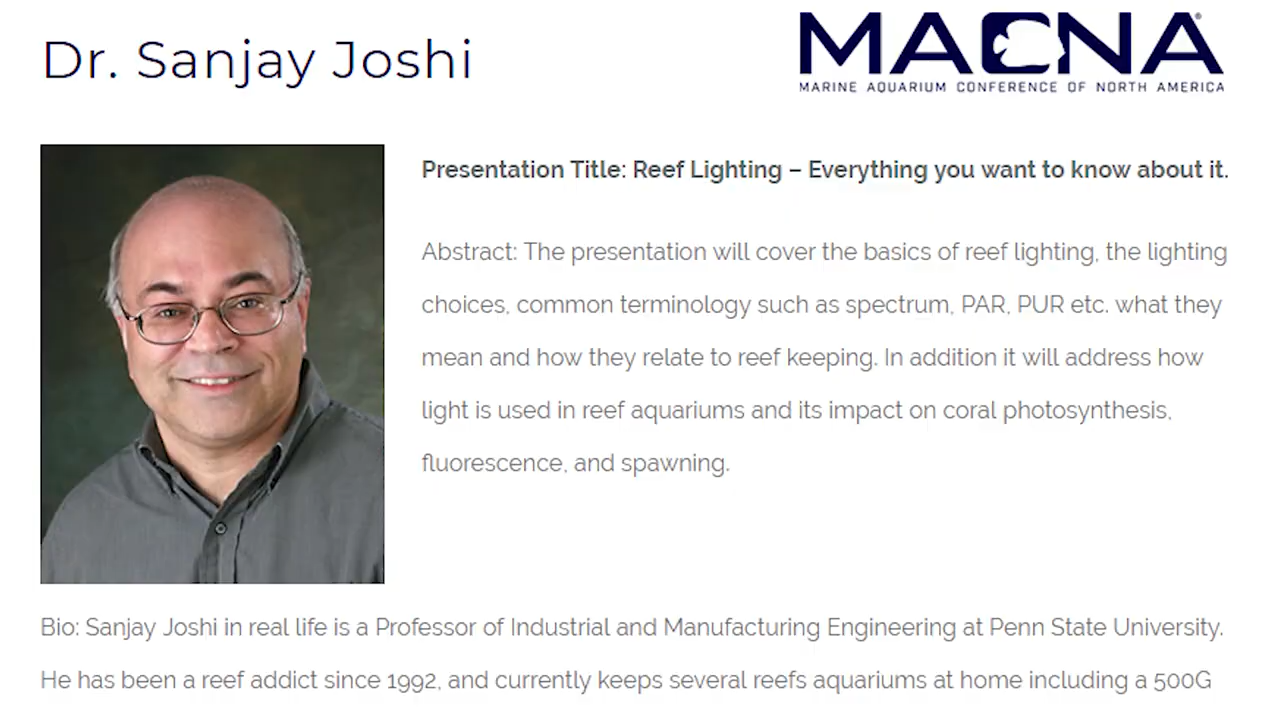 Dr. Sanjay Joshi
MACNA
MARINE AQUARIUM CONFERENCE OF NORTH AMERICA
Presentation Title: Reef Lighting – Everything you want to know about it.
Abstract: The presentation will cover the basics of reef lighting, the lighting
choices, common terminology such as spectrum, PAR, PUR etc. what they
mean and how they relate to reef keeping. In addition it will address how
light is used in reef aquariums and its impact on coral photosynthesis,
fluorescence, and spawning.
Bio: Sanjay Joshi in real life is a Professor of Industrial and Manufacturing Engineering at Penn State University.
He has been a reef addict since 1992, and currently keeps several reefs aquariums at home including a 500G